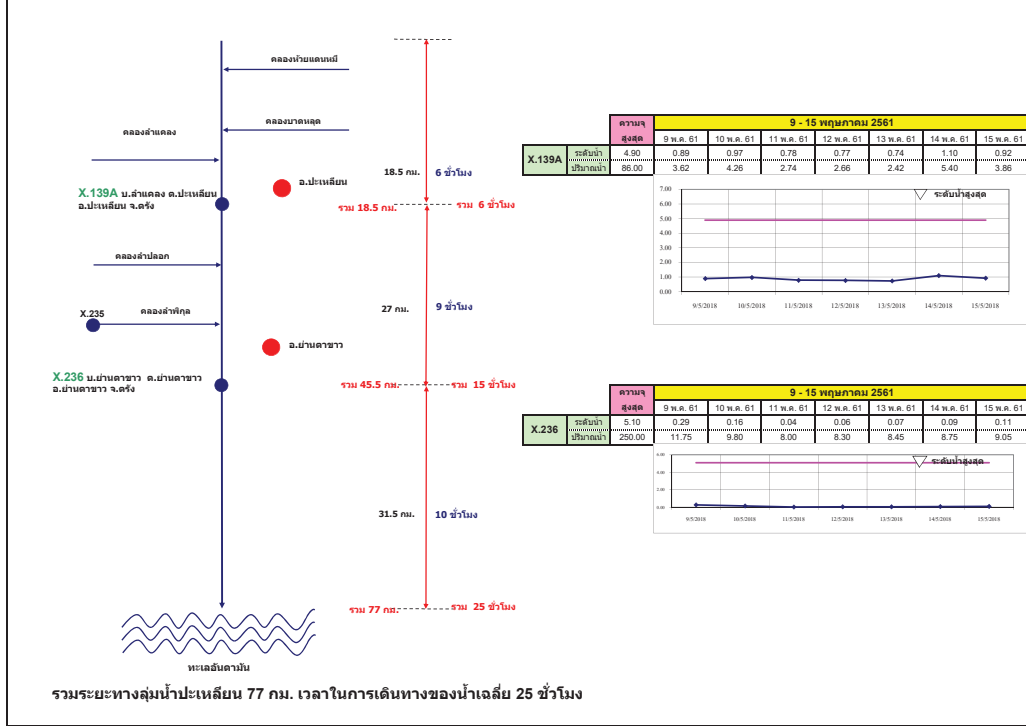 คลองห้วยแดนหมี
คลองบาดหลุด
คลองลำแคลง
18.5 กม. 6 ชั่วโมง
อ.ปะเหลียน
X.139A บ.ลำแคลง ต.ปะเหลียน
อ.ปะเหลียน จ.ตรัง
รวม 18.5 กม. รวม 6 ชั่วโมง
คลองลำปลอก
27 กม. 9 ชั่วโมง
X.235 คลองลำพิกุล
อ.ย่านตาขาว
X.236 บ.ย่านตาขาว ต.ย่านตาขาว
อ.ย่านตาขาว จ.ตรัง
รวม 45.5 กม. รวม 15 ชั่วโมง
31.5 กม. 10 ชั่วโมง
รวม 77 กม. รวม 25 ชั่วโมง
ทะเลอันดามัน
รวมระยะทางลุ่มน้ำปะเหลียน 77 กม. เวลาในการเดินทางของน้ำเฉลี่ย 25 ชั่วโมง
ความจุ 9 - 15 พฤษภาคม 2561
สูงสุด 9 พ.ค. 61 10 พ.ค. 61 11 พ.ค. 61 12 พ.ค. 61 13 พ.ค. 61 14 พ.ค. 61 15 พ.ค. 61
X.139A
ระดับน้ำ 4.90 0.89 0.97 0.78 0.77 0.74 1.10 0.92
ปริมาณน้ำ 86.00 3.62 4.26 2.74 2.66 2.42 5.40 3.86
ระดับน้ำสูงสุด
7.00
6.00
5.00
4.00
3.00
2.00
1.00
0.00
9/5/2018 10/5/2018 11/5/2018 12/5/2018 13/5/2018 14/5/2018 15/5/2018
ความจุ 9 - 15 พฤษภาคม 2561
สูงสุด 9 พ.ค. 61 10 พ.ค. 61 11 พ.ค. 61 12 พ.ค. 61 13 พ.ค. 61 14 พ.ค. 61 15 พ.ค. 61
X.236
ระดับน้ำ 5.10 0.29 0.16 0.04 0.06 0.07 0.09 0.11
ปริมาณน้ำ 250.00 11.75 9.80 8.00 8.30 8.45 8.75 9.05
ระดับน้ำสูงสุด
6.00
4.00
2.00
0.00
9/5/2018 10/5/2018 11/5/2018 12/5/2018 13/5/2018 14/5/2018 15/5/2018